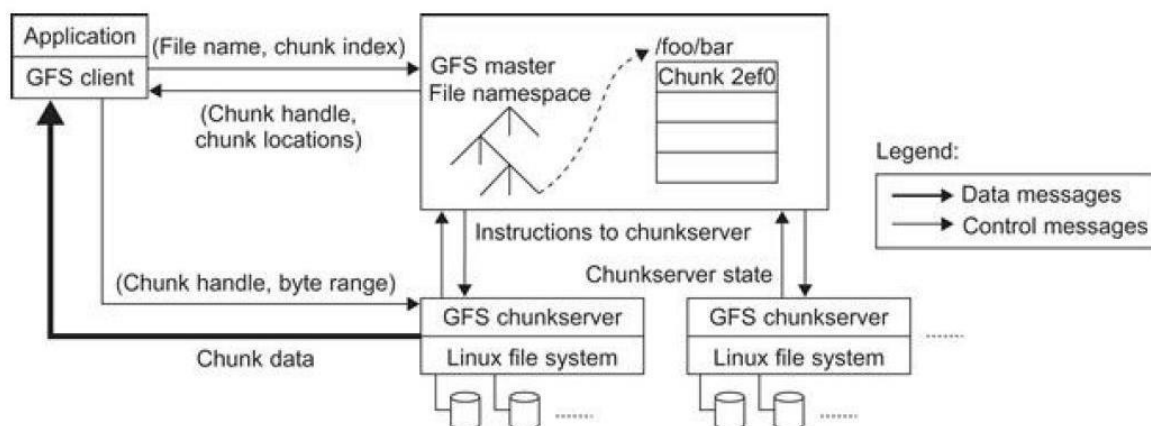 Application
GFS client
(File name, chunk index)
(Chunk handle,
chunk locations)
GFS master
File namespace
/foo/bar
Chunk 2ef0
Legend:
Data messages
Control messages
Instructions to chunkserver
Chunkserver state
(Chunk handle, byte range)
Chunk data
GFS chunkserver
Linux file system
GFS chunkserver
Linux file system